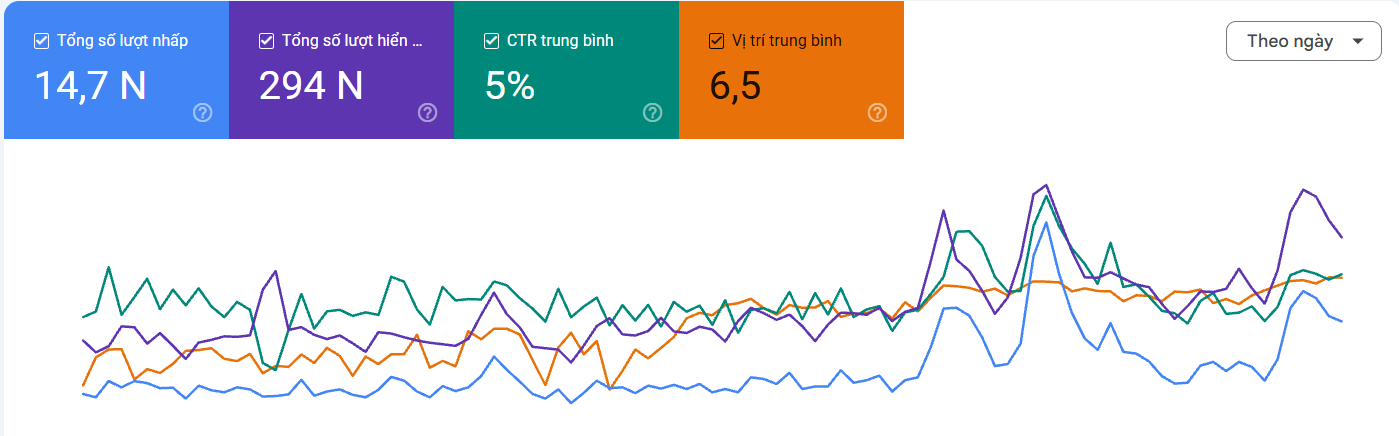 Tổng số lượt nhấp
14,7 N
Tổng số lượt hiển ...
294 N
CTR trung bình
5%
Vị trí trung bình
6,5
Theo ngày